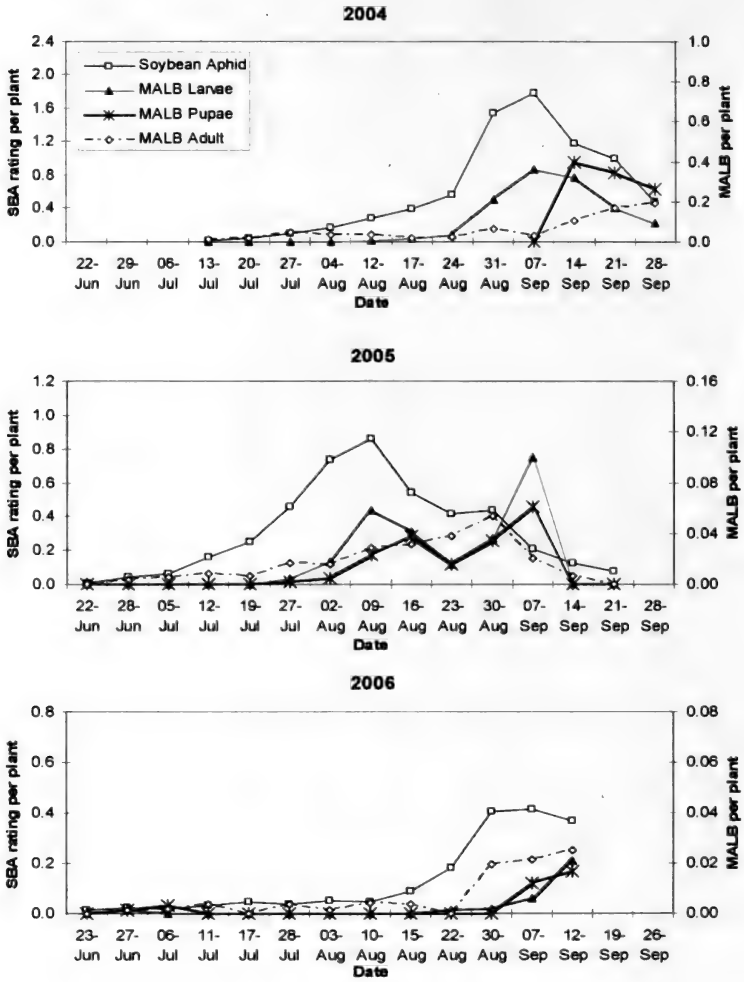 2004
2.4
2.0
1.6
1.2
0.8
0.4
0.0
SBA rating per plant
Soybean Aphid
MALB Larvae
MALB Pupae
MALB Adult
1.0
0.8
0.6
0.4
0.2
0.0
MALB per plant
22- 29- 06- 13- 20- 27- 04- 12- 17- 24- 31- 07- 14- 21- 28-
Jun Jun Jul Jul Jul Jul Aug Aug Aug Aug Aug Sep Sep Sep Sep
Date
2005
1.2
1.0
0.8
0.6
0.4
0.2
0.0
SBA rating per plant
0.16
0.12
0.08
0.04
0.00
MALB per plant
22- 28- 05- 12- 19- 27- 02- 09- 16- 23- 30- 07- 14- 21- 28-
Jun Jun Jul Jul Jul Jul Aug Aug Aug Aug Aug Sep Sep Sep Sep
Date
2006
0.8
0.6
0.4
0.2
0.0
SBA rating per plant
0.08
0.06
0.04
0.02
0.00
MALB per plant
23- 27- 06- 11- 17- 28- 03- 10- 15- 22- 30- 07- 12- 19- 26-
Jun Jun Jul Jul Jul Jul Aug Aug Aug Aug Aug Sep Sep Sep Sep
Date